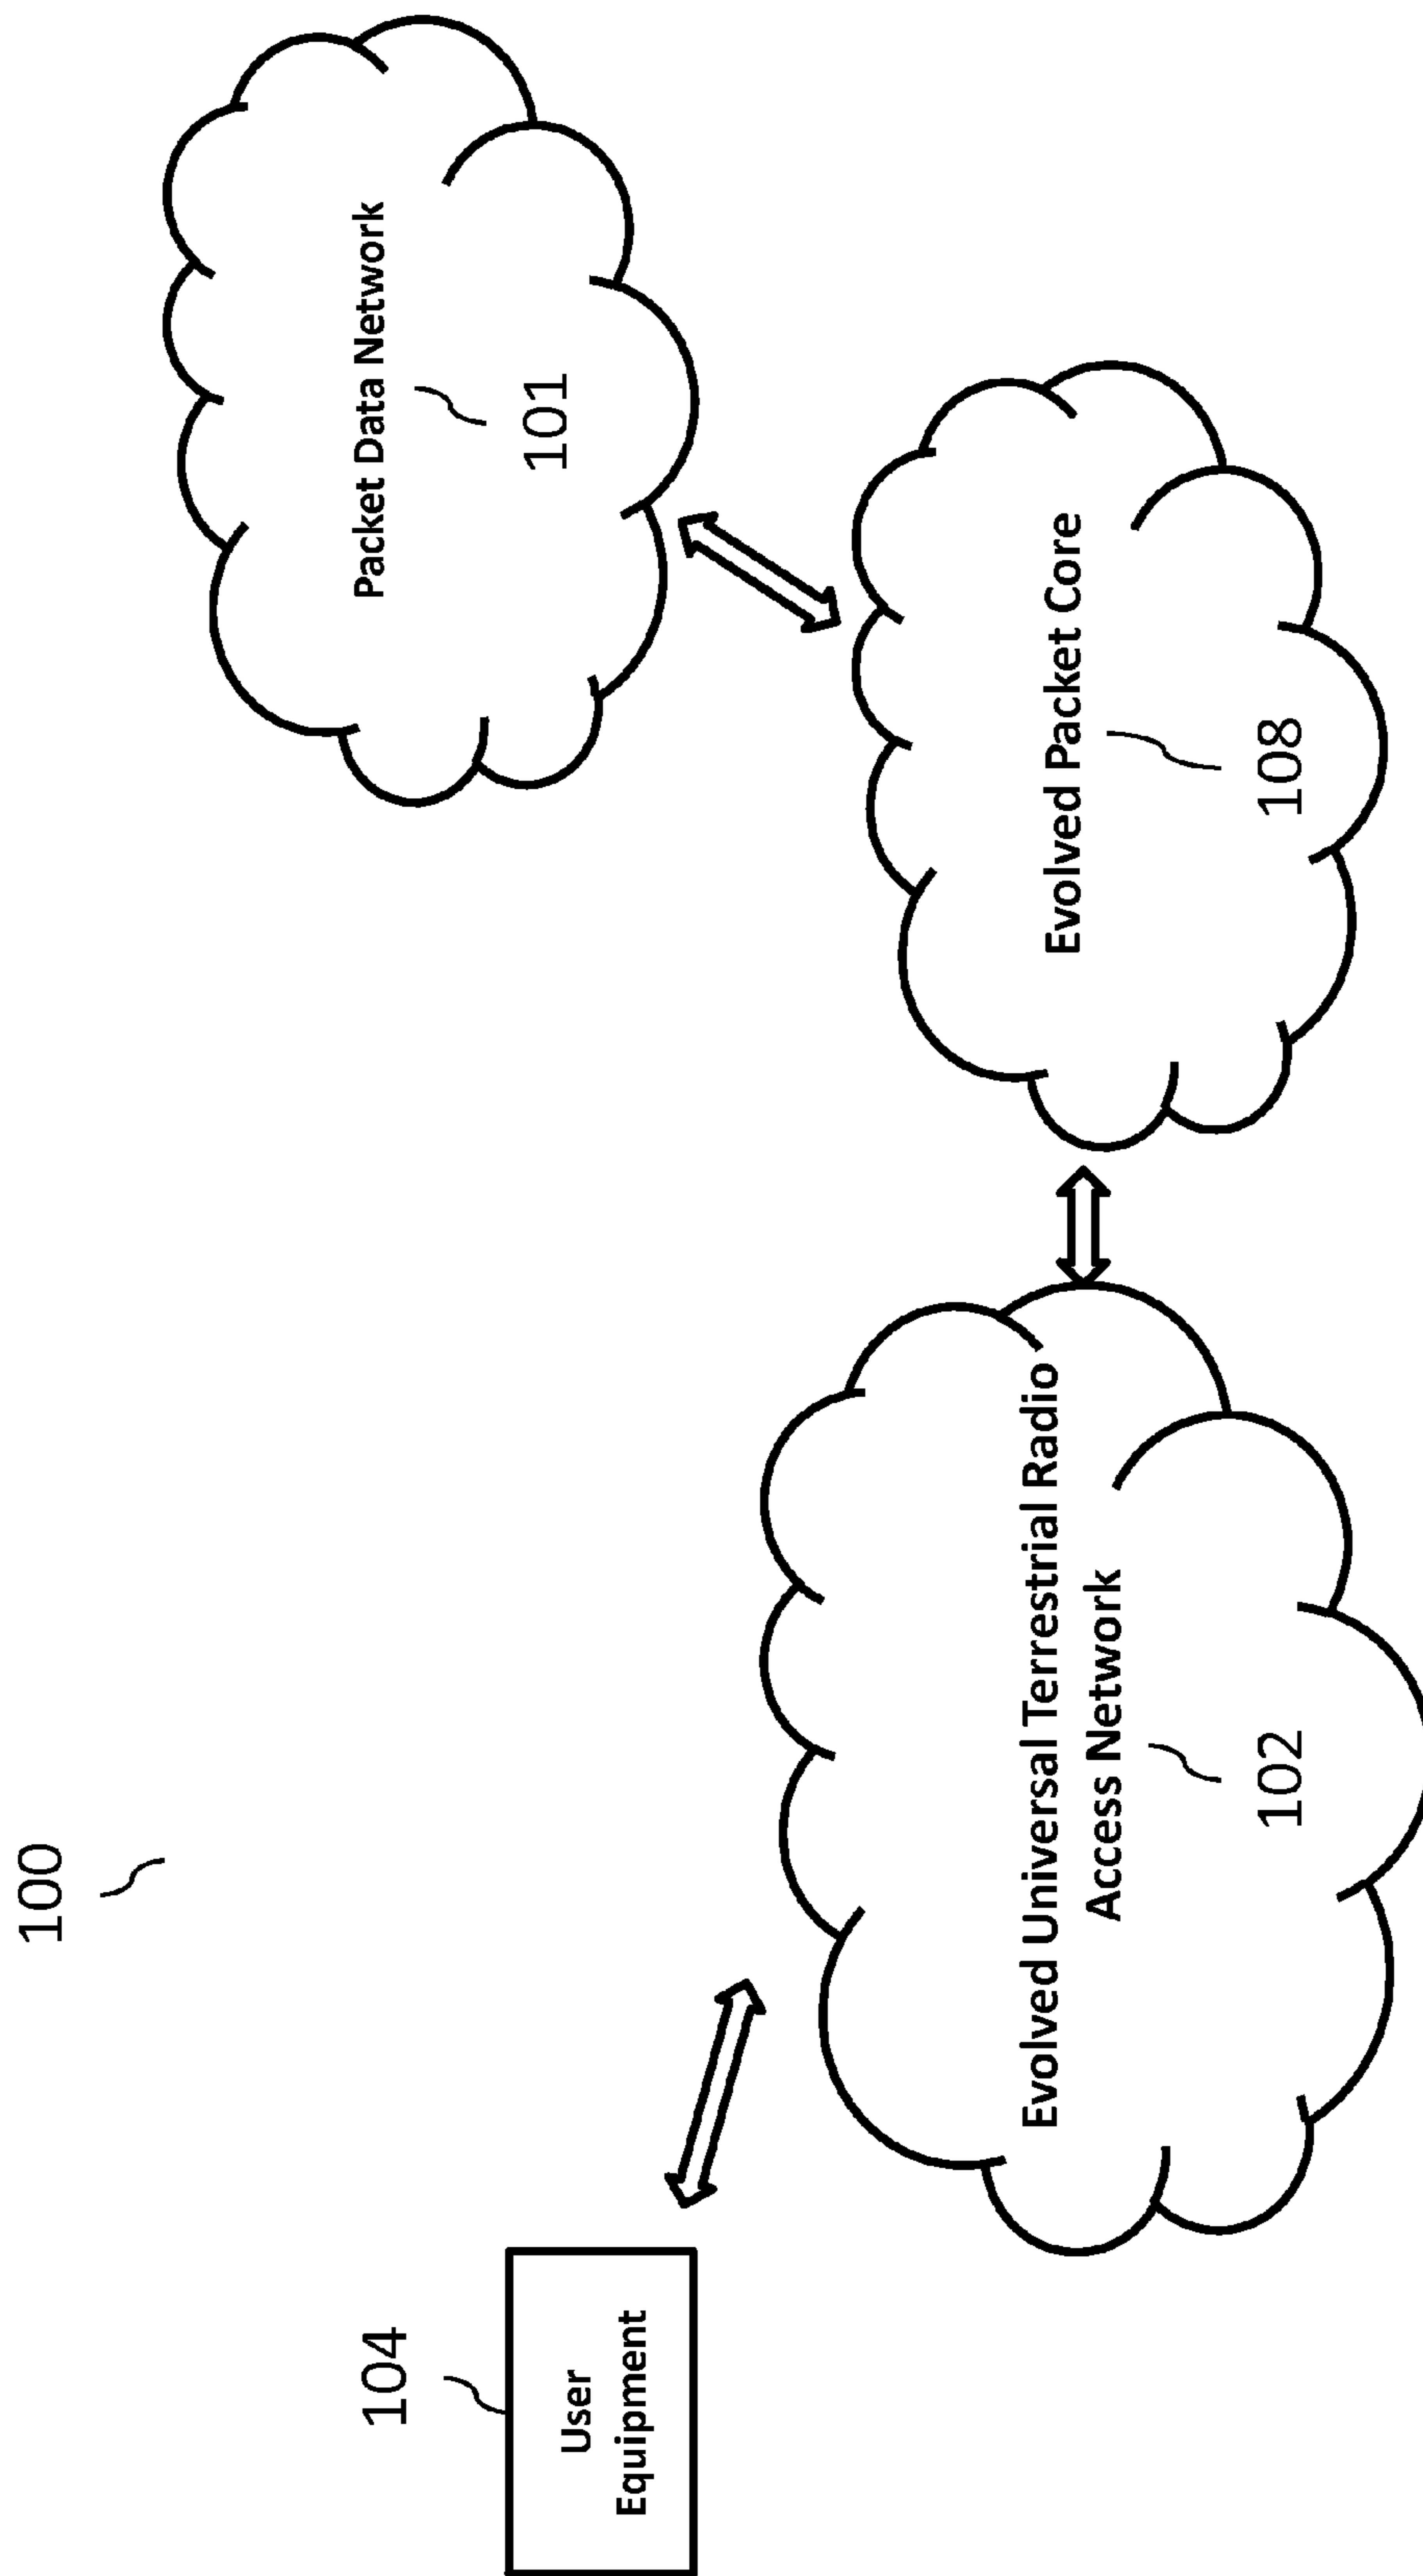 100
104
User
Equipment
Evolved Universal Terrestrial Radio
Access Network
102
Evolved Packet Core
108
Packet Data Network
101